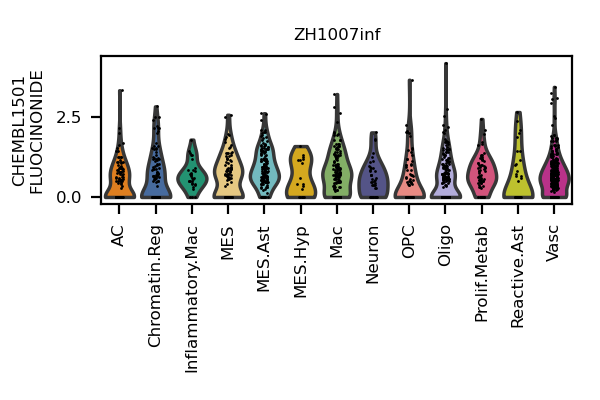 ZH1007inf
CHEMBL1501
FLUOCINONIDE
2.5
0.0
AC
Chromatin.Reg
Inflammatory.Mac
MES
MES.Ast
MES.Hyp
Mac
Neuron
OPC
Oligo
Prolif.Metab
Reactive.Ast
Vasc